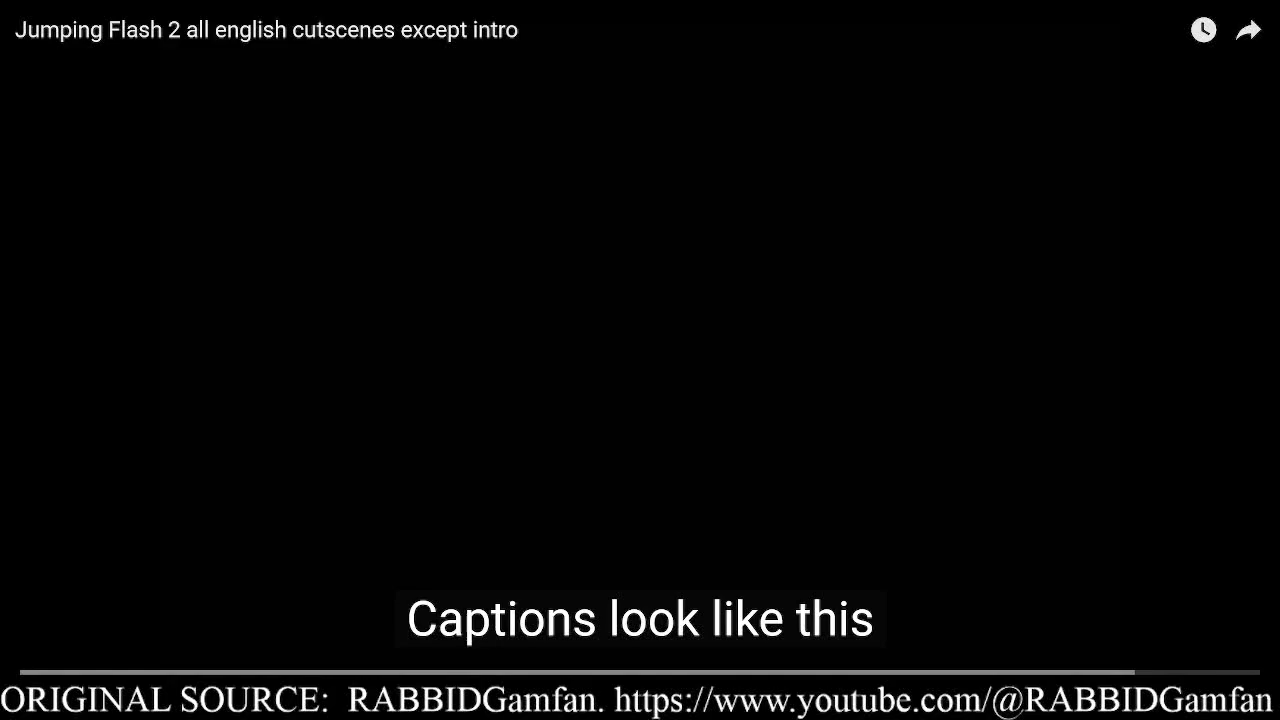 Jumping Flash 2 all english cutscenes except intro
Captions look like this
ORIGINAL SOURCE:  RABBIDGamfan. https://www.youtube.com/@RABBIDGamfan